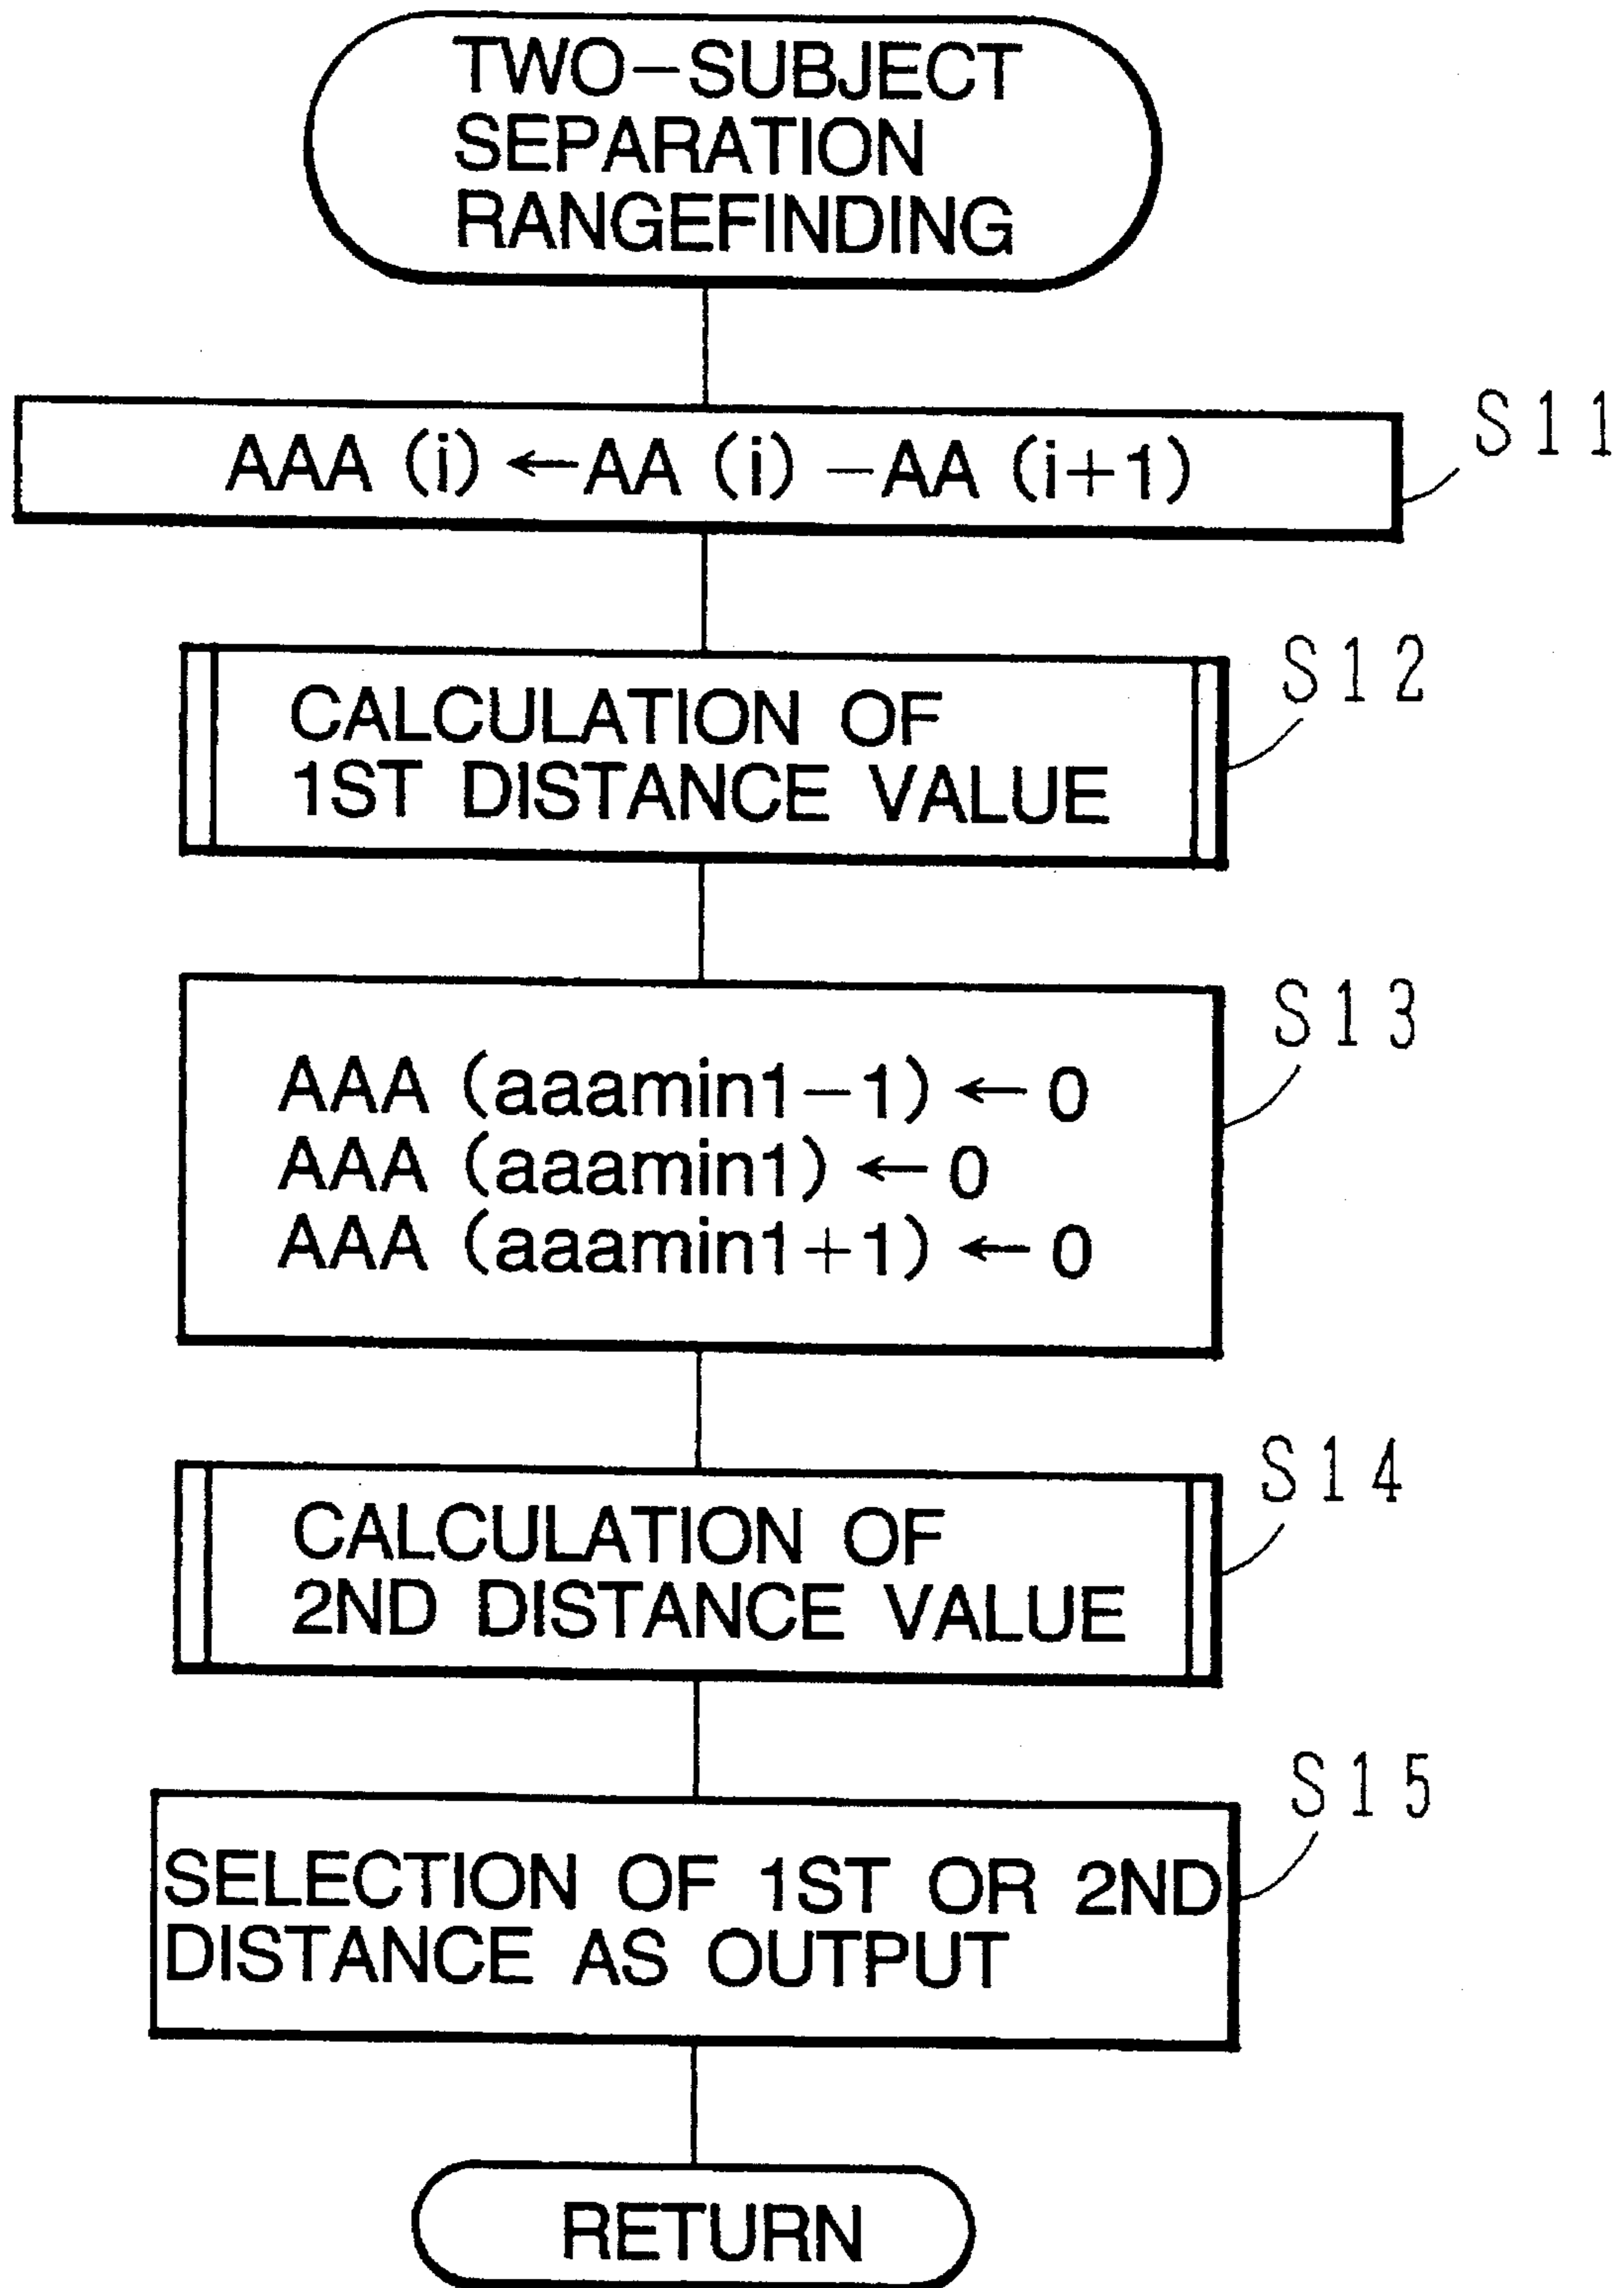 TWO-SUBJECT
SEPARATION
RANGEFINDING
AAA (i) ←AA (i) −AA (i+1)
S11
CALCULATION OF
1ST DISTANCE VALUE
S12
AAA (aaamin1−1) ← 0
AAA (aaamin1) ← 0
AAA (aaamin1+1) ← 0
S13
CALCULATION OF
2ND DISTANCE VALUE
S14
SELECTION OF 1ST OR 2ND
DISTANCE AS OUTPUT
S15
RETURN